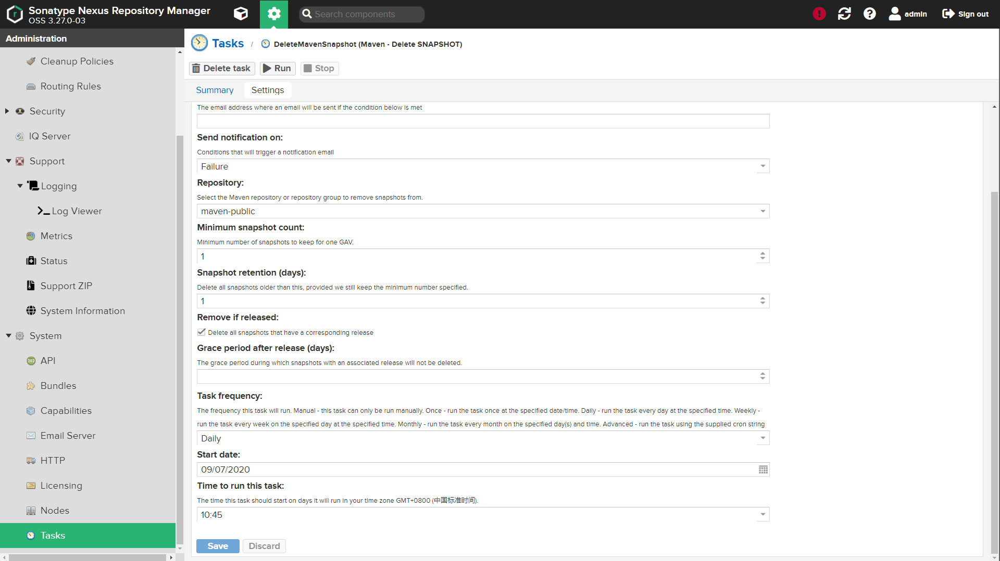 Sonatype Nexus Repository Manager
OSS 3.27.0-03
Search components
admin
Sign out
Administration
Cleanup Policies
Routing Rules
Security
IQ Server
Support
Logging
Log Viewer
Metrics
Status
Support ZIP
System Information
System
API
Bundles
Capabilities
Email Server
HTTP
Licensing
Nodes
Tasks
Tasks / DeleteMavenSnapshot (Maven - Delete SNAPSHOT)
Delete task
Run
Stop
Summary
Settings
The email address where an email will be sent if the condition below is met
Send notification on:
Conditions that will trigger a notification email
Failure
Repository:
Select the Maven repository or repository group to remove snapshots from.
maven-public
Minimum snapshot count:
Minimum number of snapshots to keep for one GAV.
1
Snapshot retention (days):
Delete all snapshots older than this, provided we still keep the minimum number specified.
1
Remove if released:
Delete all snapshots that have a corresponding release
Grace period after release (days):
The grace period during which snapshots with an associated release will not be deleted.
Task frequency:
The frequency this task will run. Manual - this task can only be run manually. Once - run the task once at the specified date/time. Daily - run the task every day at the specified time. Weekly -
run the task every week on the specified day at the specified time. Monthly - run the task every month on the specified day(s) and time. Advanced - run the task using the supplied cron string
Daily
Start date:
09/07/2020
Time to run this task:
The time this task should start on days it will run in your time zone GMT+0800 (中国标准时间).
10:45
Save
Discard